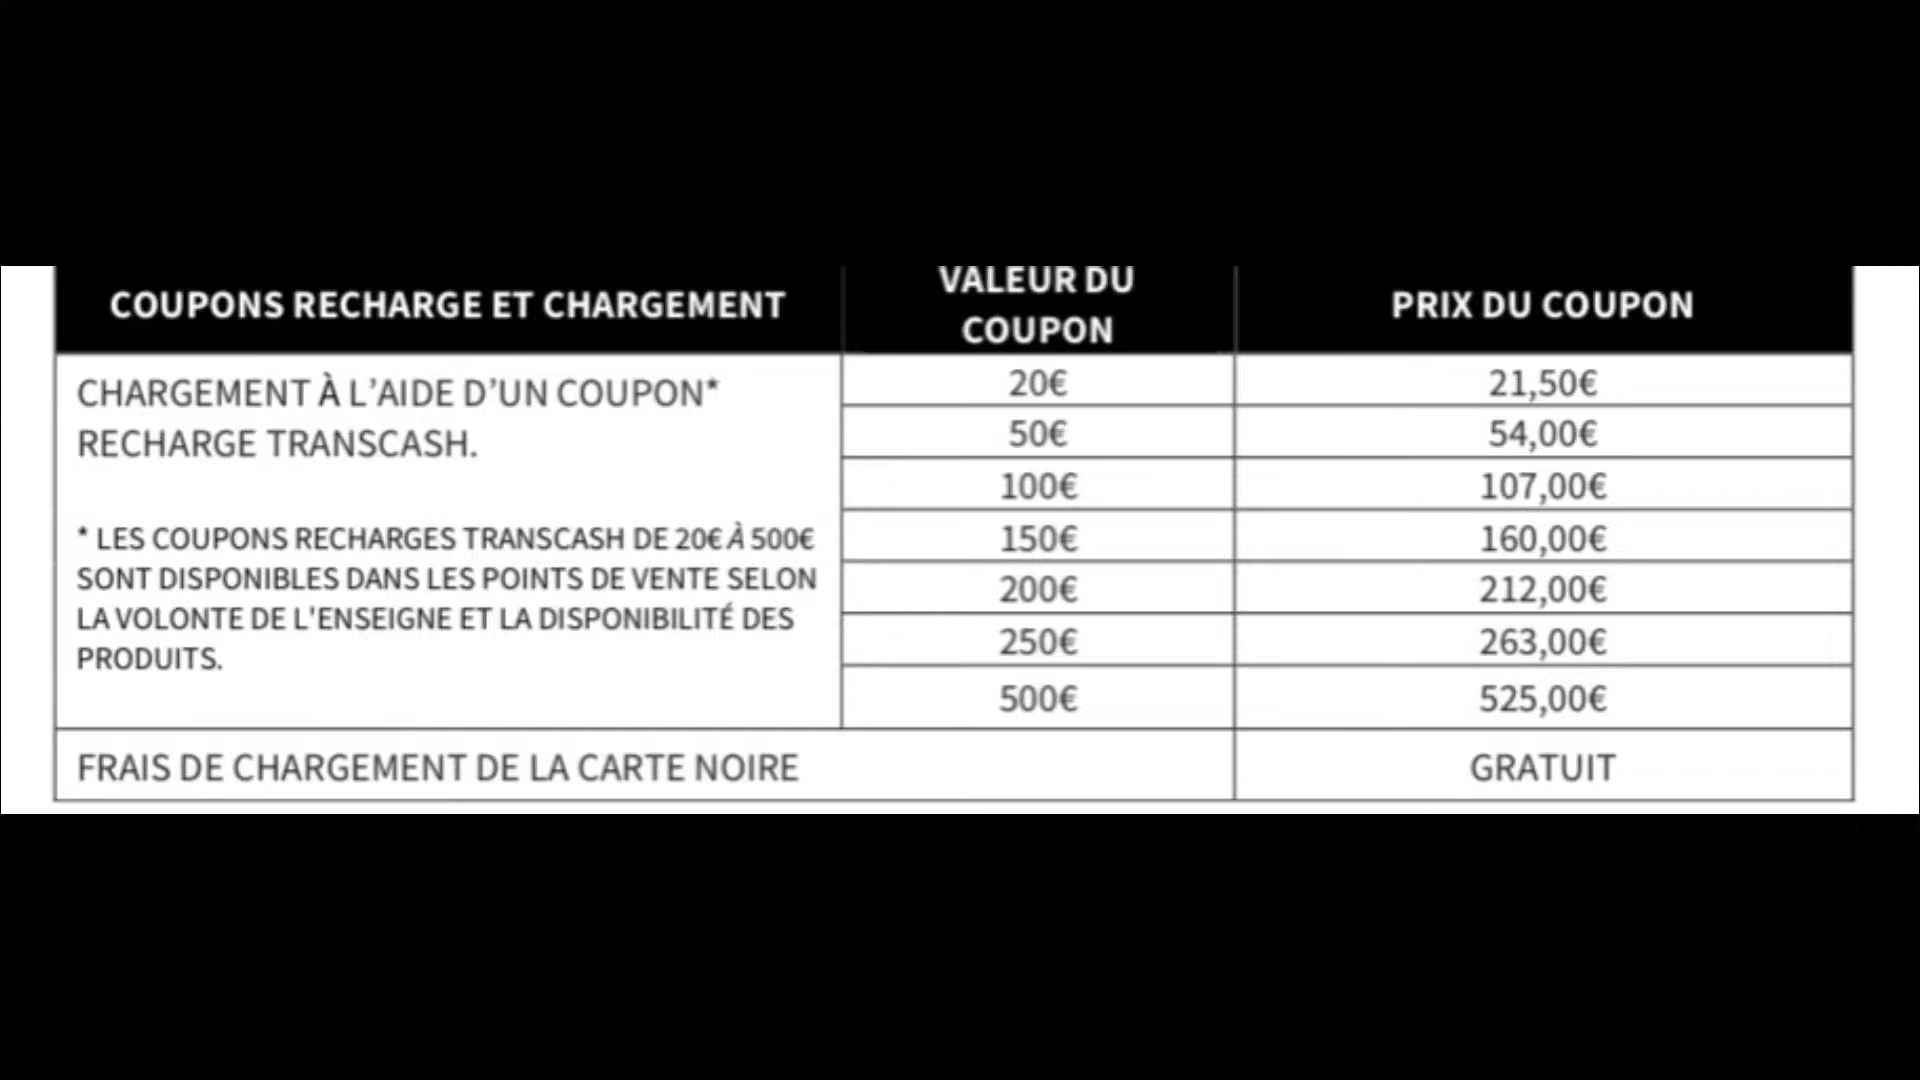 COUPONS RECHARGE ET CHARGEMENT
VALEUR DU
COUPON
PRIX DU COUPON
CHARGEMENT À L’AIDE D’UN COUPON*
RECHARGE TRANSCASH.
* LES COUPONS RECHARGES TRANSCASH DE 20€ À 500€
SONT DISPONIBLES DANS LES POINTS DE VENTE SELON
LA VOLONTE DE L'ENSEIGNE ET LA DISPONIBILITÉ DES
PRODUITS.
20€ 21,50€
50€ 54,00€
100€ 107,00€
150€ 160,00€
200€ 212,00€
250€ 263,00€
500€ 525,00€
FRAIS DE CHARGEMENT DE LA CARTE NOIRE GRATUIT